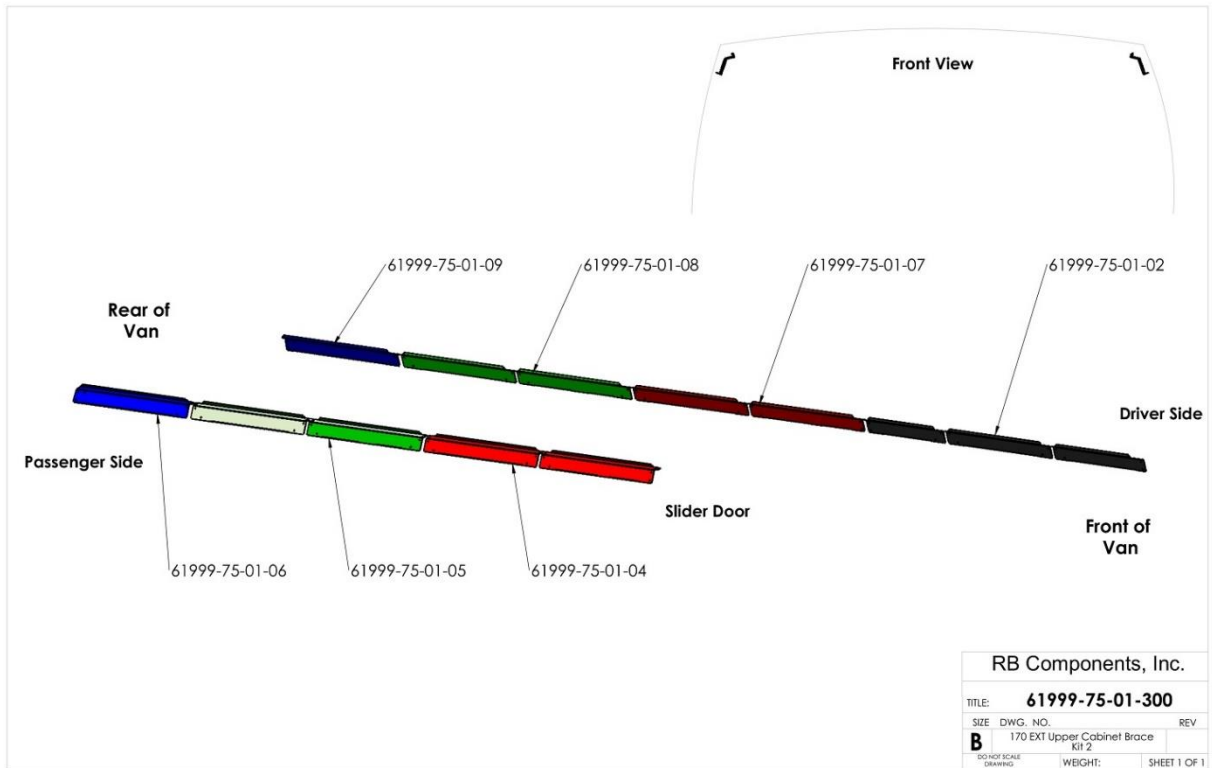 Front View
61999-75-01-09
61999-75-01-08
61999-75-01-07
61999-75-01-02
Rear of
Van
Driver Side
Passenger Side
Slider Door
Front of
Van
61999-75-01-06
61999-75-01-05
61999-75-01-04
RB Components, Inc.
TITLE: 61999-75-01-300
SIZE DWG. NO. REV
B 170 EXT Upper Cabinet Brace
Kit 2
DO NOT SCALE
DRAWING WEIGHT: SHEET 1 OF 1